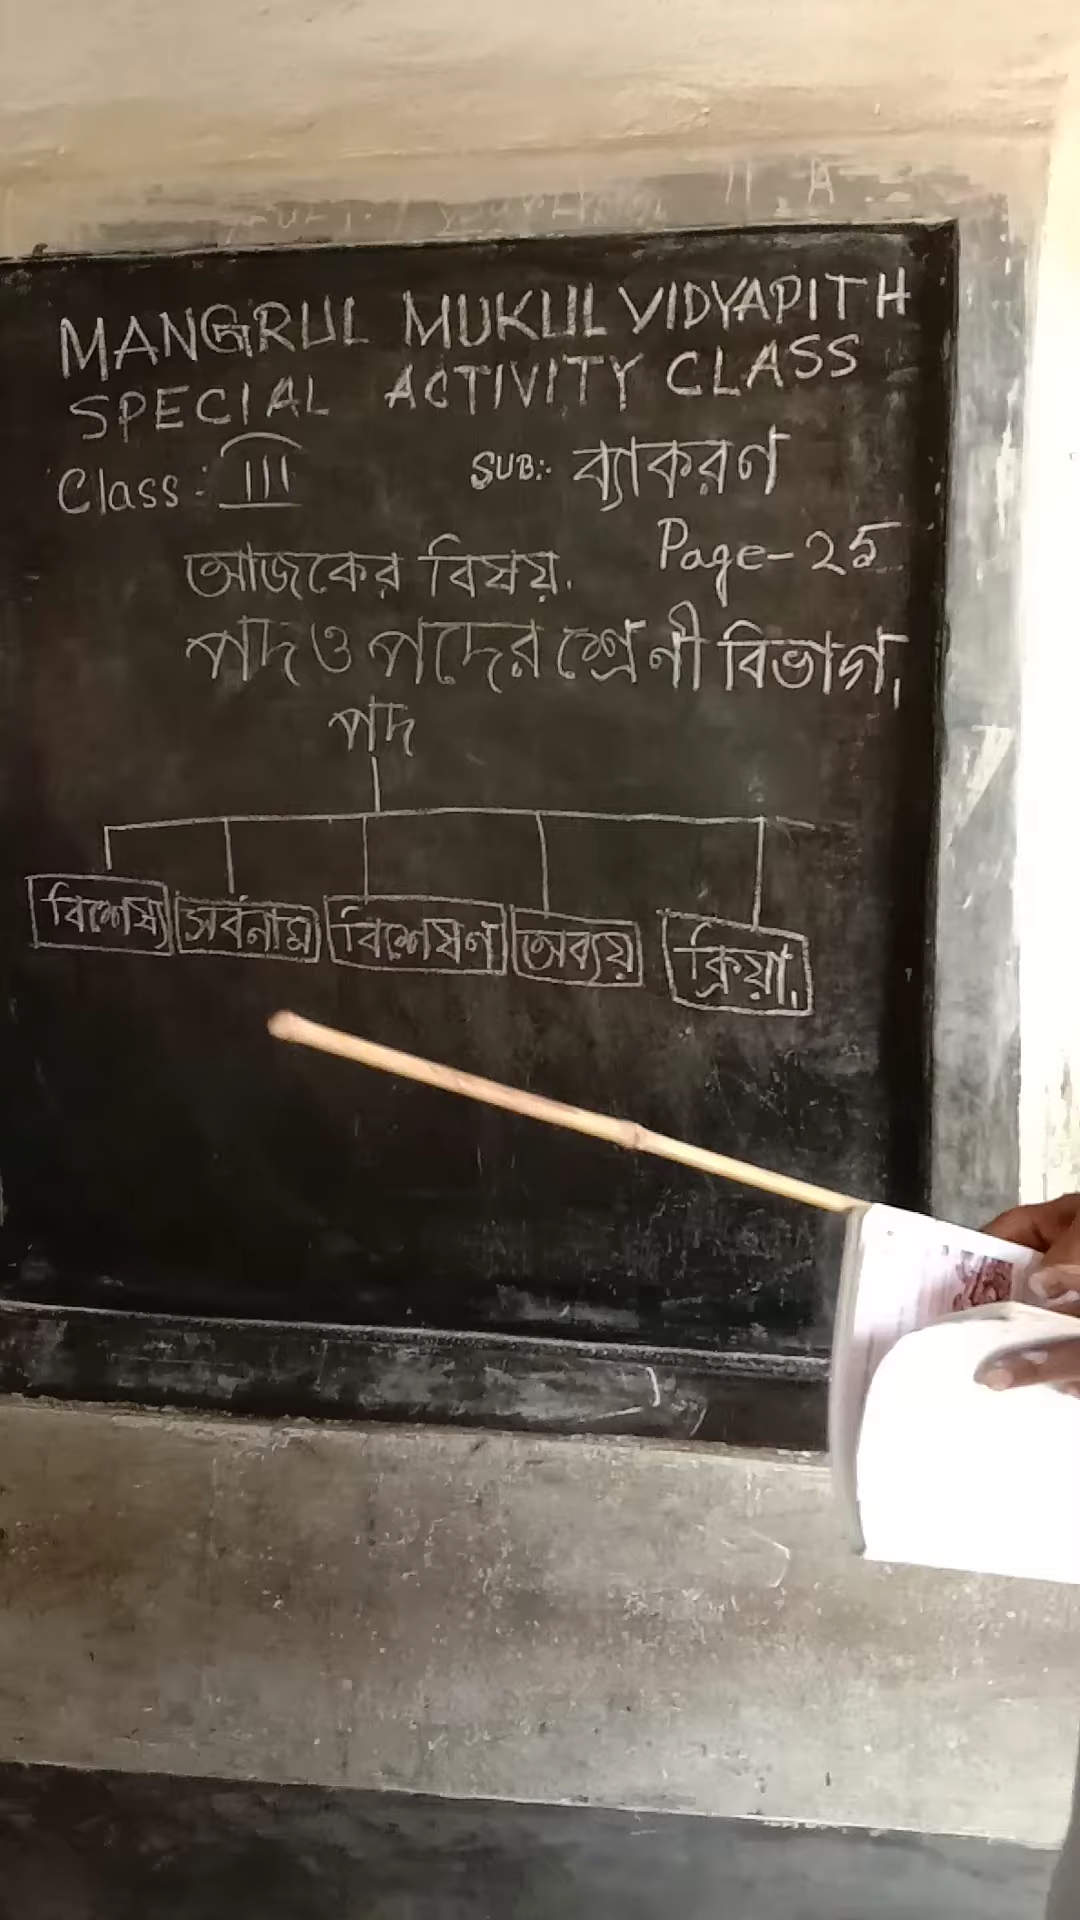 MANGRUL MUKUL VIDYAPITH
SPECIAL ACTIVITY CLASS
Class : III SUB:- ব্যাকরণ
আজকের বিষয়. Page-25
পদ ও পদের শ্রেণী বিভাগ।
পদ
বিশেষ্য সর্বনাম বিশেষণ অব্যয় ক্রিয়া।